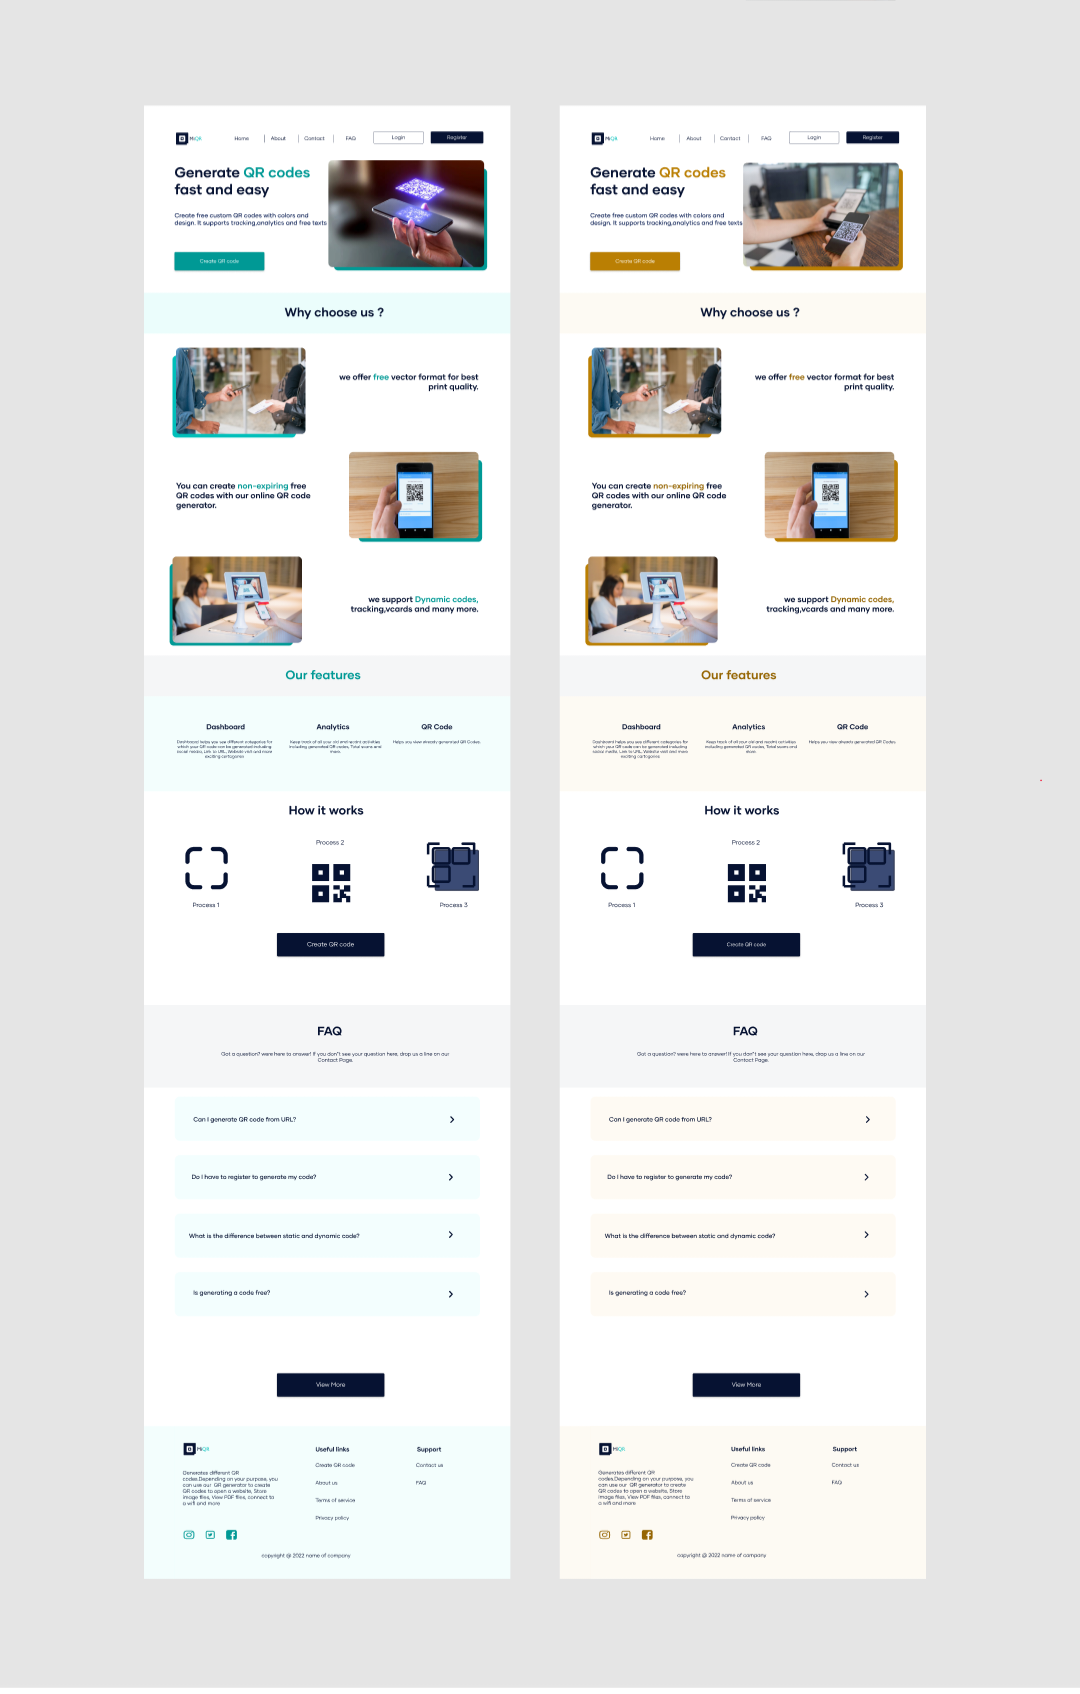 MiQR
Home
About
Contact
FAQ
Login
Register
Generate QR codes
fast and easy
Create free custom QR codes with colors and
design. It supports tracking,analytics and free texts
Create QR code
Why choose us ?
we offer free vector format for best
print quality.
You can create non-expiring free
QR codes with our online QR code
generator.
we support Dynamic codes,
tracking,vcards and many more.
Our features
Dashboard
Dashboard helps you use different categories for
which your QR code can be generated including
social media, Link to URL, Website visit and more
exciting cartogories
Analytics
Keep track of all your old and recent activities
including generated QR codes, Total scans and
more.
QR Code
Helps you view already generated QR Codes.
How it works
Process 1
Process 2
Process 3
Create QR code
FAQ
Got a question? were here to answer! If you don't see your question here, drop us a line on our
Contact Page.
Can I generate QR code from URL?
Do I have to register to generate my code?
What is the difference between static and dynamic code?
Is generating a code free?
View More
MiQR
Generates different QR
codes.Depending on your purpose, you
can use our QR generator to create
QR codes to open a website, Store
image files, View PDF files, connect to
a wifi and more
Useful links
Create QR code
About us
Terms of service
Privacy policy
Support
Contact us
FAQ
copyright @ 2022 name of company
MiQR
Home
About
Contact
FAQ
Login
Register
Generate QR codes
fast and easy
Create free custom QR codes with colors and
design. It supports tracking,analytics and free texts
Create QR code
Why choose us ?
we offer free vector format for best
print quality.
You can create non-expiring free
QR codes with our online QR code
generator.
we support Dynamic codes,
tracking,vcards and many more.
Our features
Dashboard
Dashboard helps you use different categories for
which your QR code can be generated including
social media, Link to URL, Website visit and more
exciting cartogories
Analytics
Keep track of all your old and recent activities
including generated QR codes, Total scans and
more.
QR Code
Helps you view already generated QR Codes.
How it works
Process 1
Process 2
Process 3
Create QR code
FAQ
Got a question? were here to answer! If you don't see your question here, drop us a line on our
Contact Page.
Can I generate QR code from URL?
Do I have to register to generate my code?
What is the difference between static and dynamic code?
Is generating a code free?
View More
MiQR
Generates different QR
codes.Depending on your purpose, you
can use our QR generator to create
QR codes to open a website, Store
image files, View PDF files, connect to
a wifi and more
Useful links
Create QR code
About us
Terms of service
Privacy policy
Support
Contact us
FAQ
copyright @ 2022 name of company